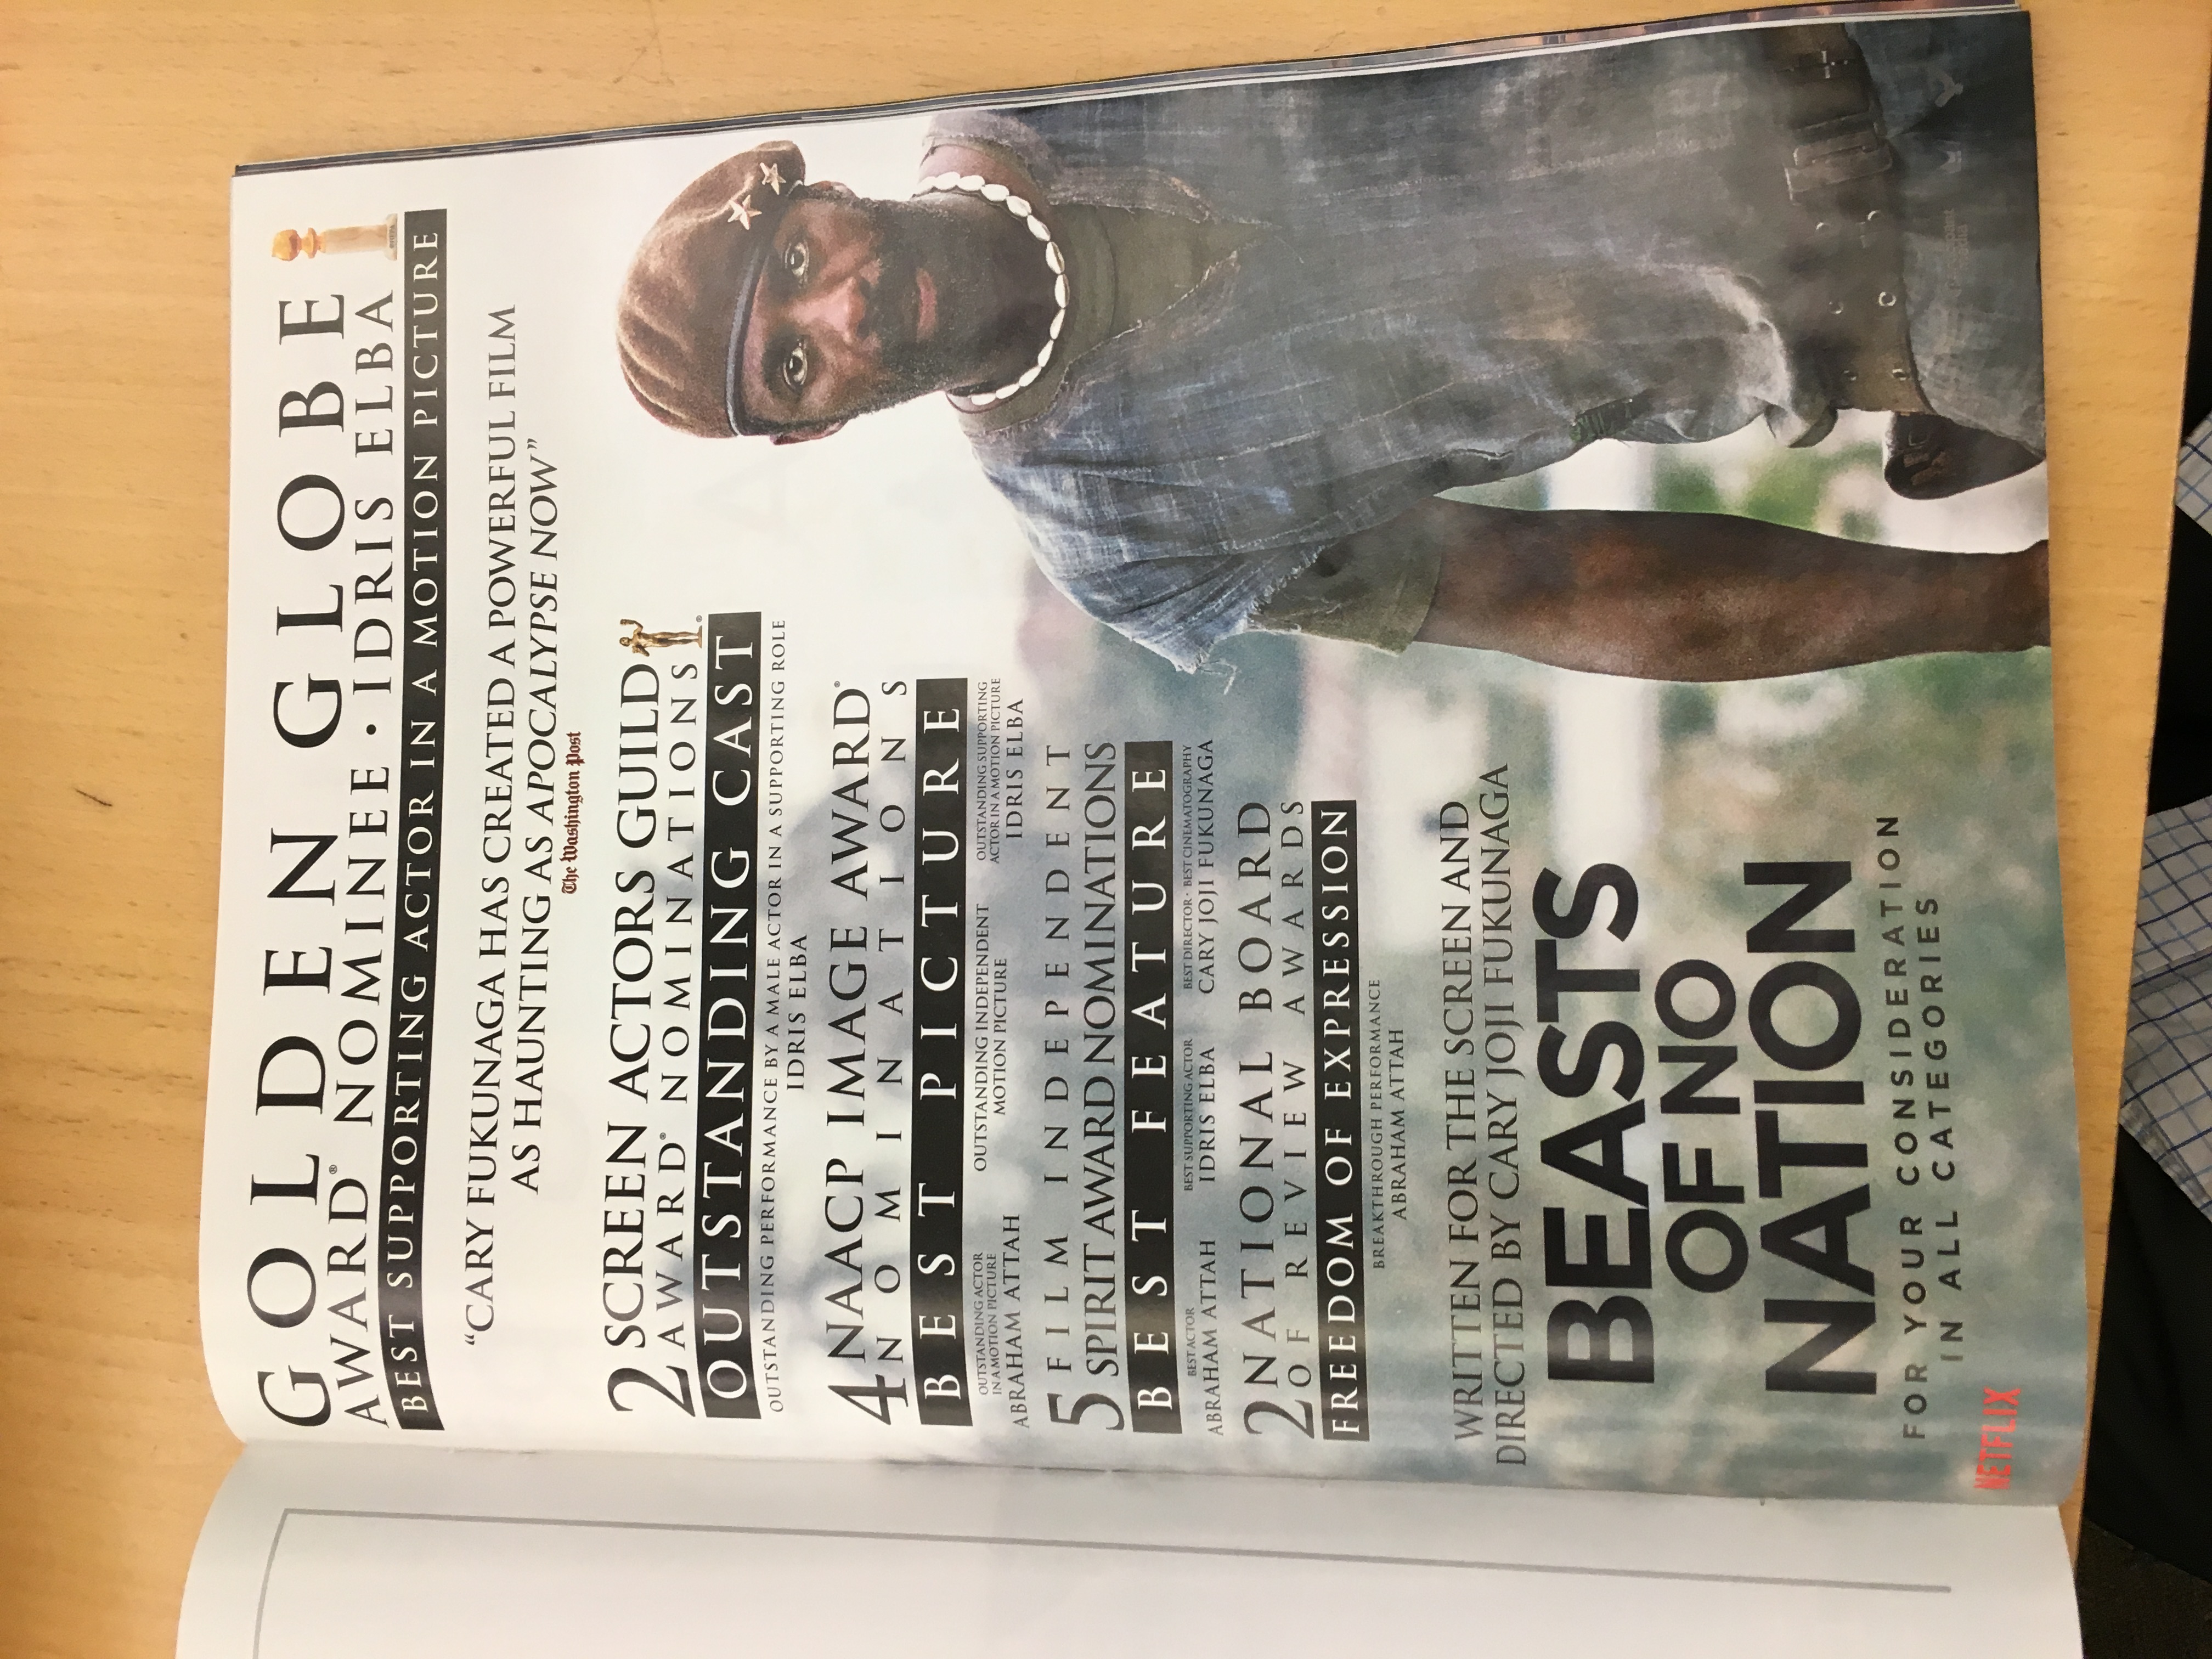 GOLDEN GLOBE
AWARD® NOMINEE • IDRIS ELBA
BEST SUPPORTING ACTOR IN A MOTION PICTURE
“CARY FUKUNAGA HAS CREATED A POWERFUL FILM
AS HAUNTING AS APOCALYPSE NOW”
The Washington Post
2 SCREEN ACTORS GUILD
AWARD® NOMINATIONS
OUTSTANDING CAST
OUTSTANDING PERFORMANCE BY A MALE ACTOR IN A SUPPORTING ROLE
IDRIS ELBA
4 NAACP IMAGE AWARD®
NOMINATIONS
BEST PICTURE
OUTSTANDING ACTOR
IN A MOTION PICTURE
ABRAHAM ATTAH
OUTSTANDING INDEPENDENT
MOTION PICTURE
OUTSTANDING SUPPORTING
ACTOR IN A MOTION PICTURE
IDRIS ELBA
5 FILM INDEPENDENT
SPIRIT AWARD NOMINATIONS
BEST FEATURE
BEST ACTOR
ABRAHAM ATTAH
BEST SUPPORTING ACTOR
IDRIS ELBA
BEST DIRECTOR • BEST CINEMATOGRAPHY
CARY JOJI FUKUNAGA
2 NATIONAL BOARD
OF REVIEW AWARDS
FREEDOM OF EXPRESSION
BREAKTHROUGH PERFORMANCE
ABRAHAM ATTAH
WRITTEN FOR THE SCREEN AND
DIRECTED BY CARY JOJI FUKUNAGA
BEASTS
OF NO
NATION
FOR YOUR CONSIDERATION
IN ALL CATEGORIES
NETFLIX
participant
media